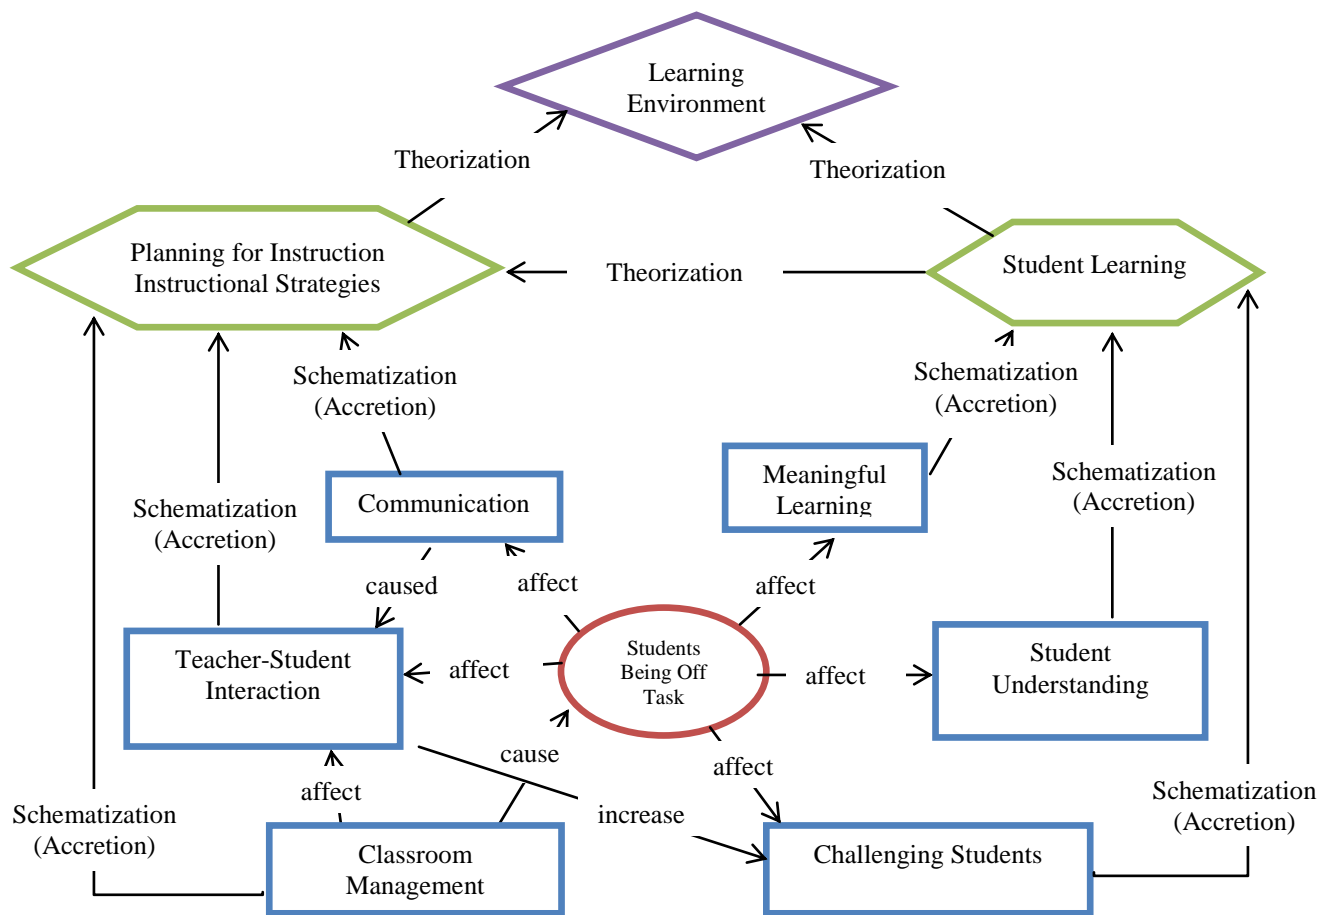 Learning
Environment
Theorization
Theorization
Planning for Instruction
Instructional Strategies
Theorization
Student Learning
Schematization
(Accretion)
Schematization
(Accretion)
Communication
Meaningful
Learning
Schematization
(Accretion)
Schematization
(Accretion)
caused
affect
affect
Teacher-Student
Interaction
affect
Students
Being Off
Task
affect
Student
Understanding
cause
affect
affect
increase
Schematization
(Accretion)
Schematization
(Accretion)
Classroom
Management
Challenging Students